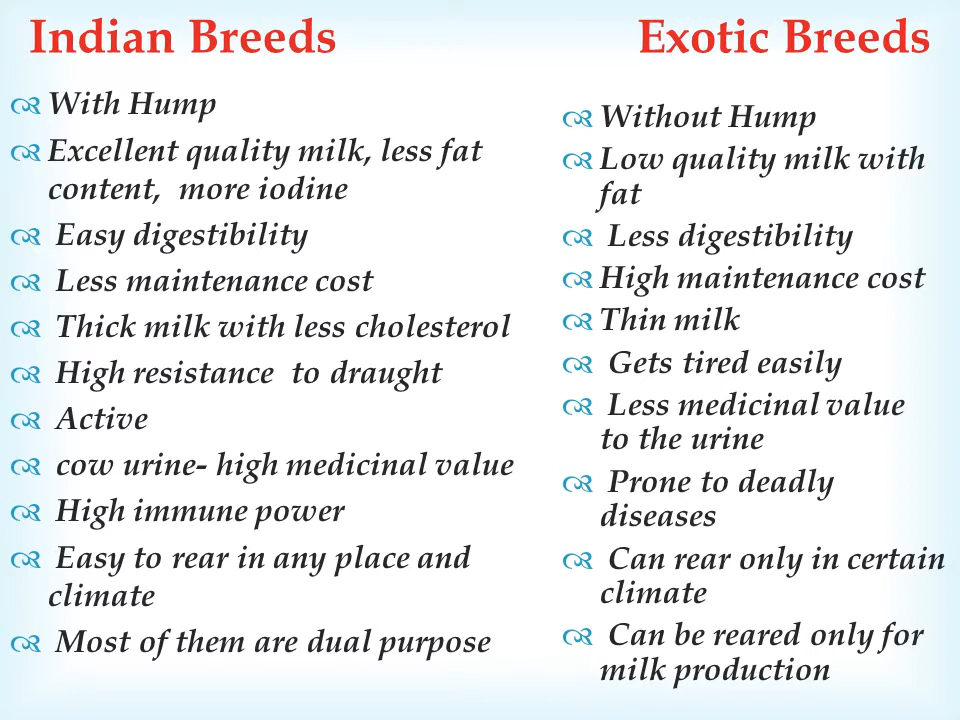 Indian Breeds
With Hump
Excellent quality milk, less fat
content, more iodine
Easy digestibility
Less maintenance cost
Thick milk with less cholesterol
High resistance to draught
Active
cow urine- high medicinal value
High immune power
Easy to rear in any place and
climate
Most of them are dual purpose
Exotic Breeds
Without Hump
Low quality milk with
fat
Less digestibility
High maintenance cost
Thin milk
Gets tired easily
Less medicinal value
to the urine
Prone to deadly
diseases
Can rear only in certain
climate
Can be reared only for
milk production